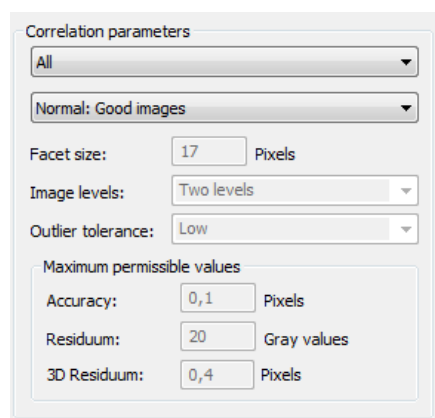 Correlation parameters
All
Normal: Good images
Facet size: 17 Pixels
Image levels: Two levels
Outlier tolerance: Low
Maximum permissible values
Accuracy: 0,1 Pixels
Residuum: 20 Gray values
3D Residuum: 0,4 Pixels